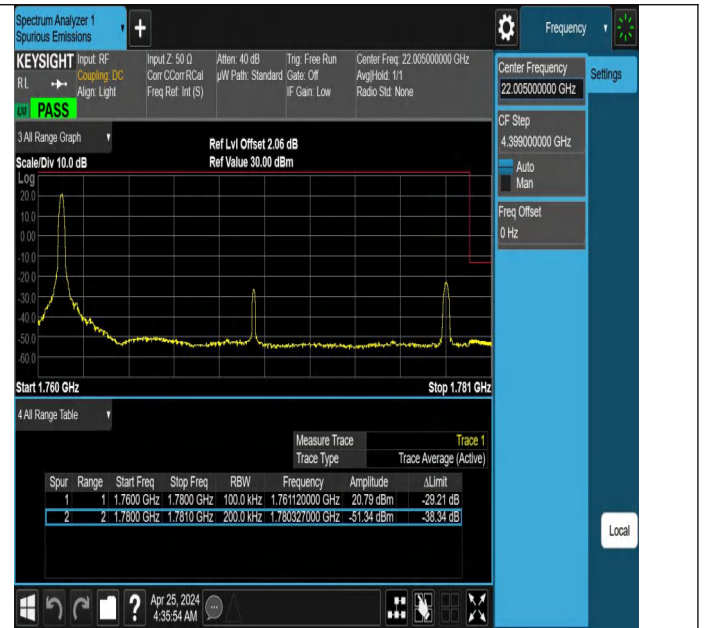 Spectrum Analyzer 1
Spurious Emissions
Frequency
KEYSIGHT
RL
PASS
Input: RF
Coupling: DC
Align: Light
Input Z: 50 Ω
Corr CCorr RCal
Freq Ref: Int (S)
Atten: 40 dB
µW Path: Standard
Trig: Free Run
Gate: Off
IF Gain: Low
Center Freq: 22.005000000 GHz
Avg|Hold: 1/1
Radio Std: None
Center Frequency
22.005000000 GHz
Settings
CF Step
4.399000000 GHz
Auto
Man
Freq Offset
0 Hz
3 All Range Graph
Scale/Div 10.0 dB
Ref Lvl Offset 2.06 dB
Ref Value 30.00 dBm
Log
20.0
10.0
0.00
-10.0
-20.0
-30.0
-40.0
-50.0
-60.0
Start 1.760 GHz
Stop 1.781 GHz
4 All Range Table
Measure Trace Trace 1
Trace Type Trace Average (Active)
Spur Range Start Freq Stop Freq RBW Frequency Amplitude ΔLimit
1 1 1.7600 GHz 1.7800 GHz 100.0 kHz 1.761120000 GHz 20.79 dBm -29.21 dB
2 2 1.7800 GHz 1.7810 GHz 200.0 kHz 1.780327000 GHz -51.34 dBm -38.34 dB
Local
?
Apr 25, 2024
4:35:54 AM